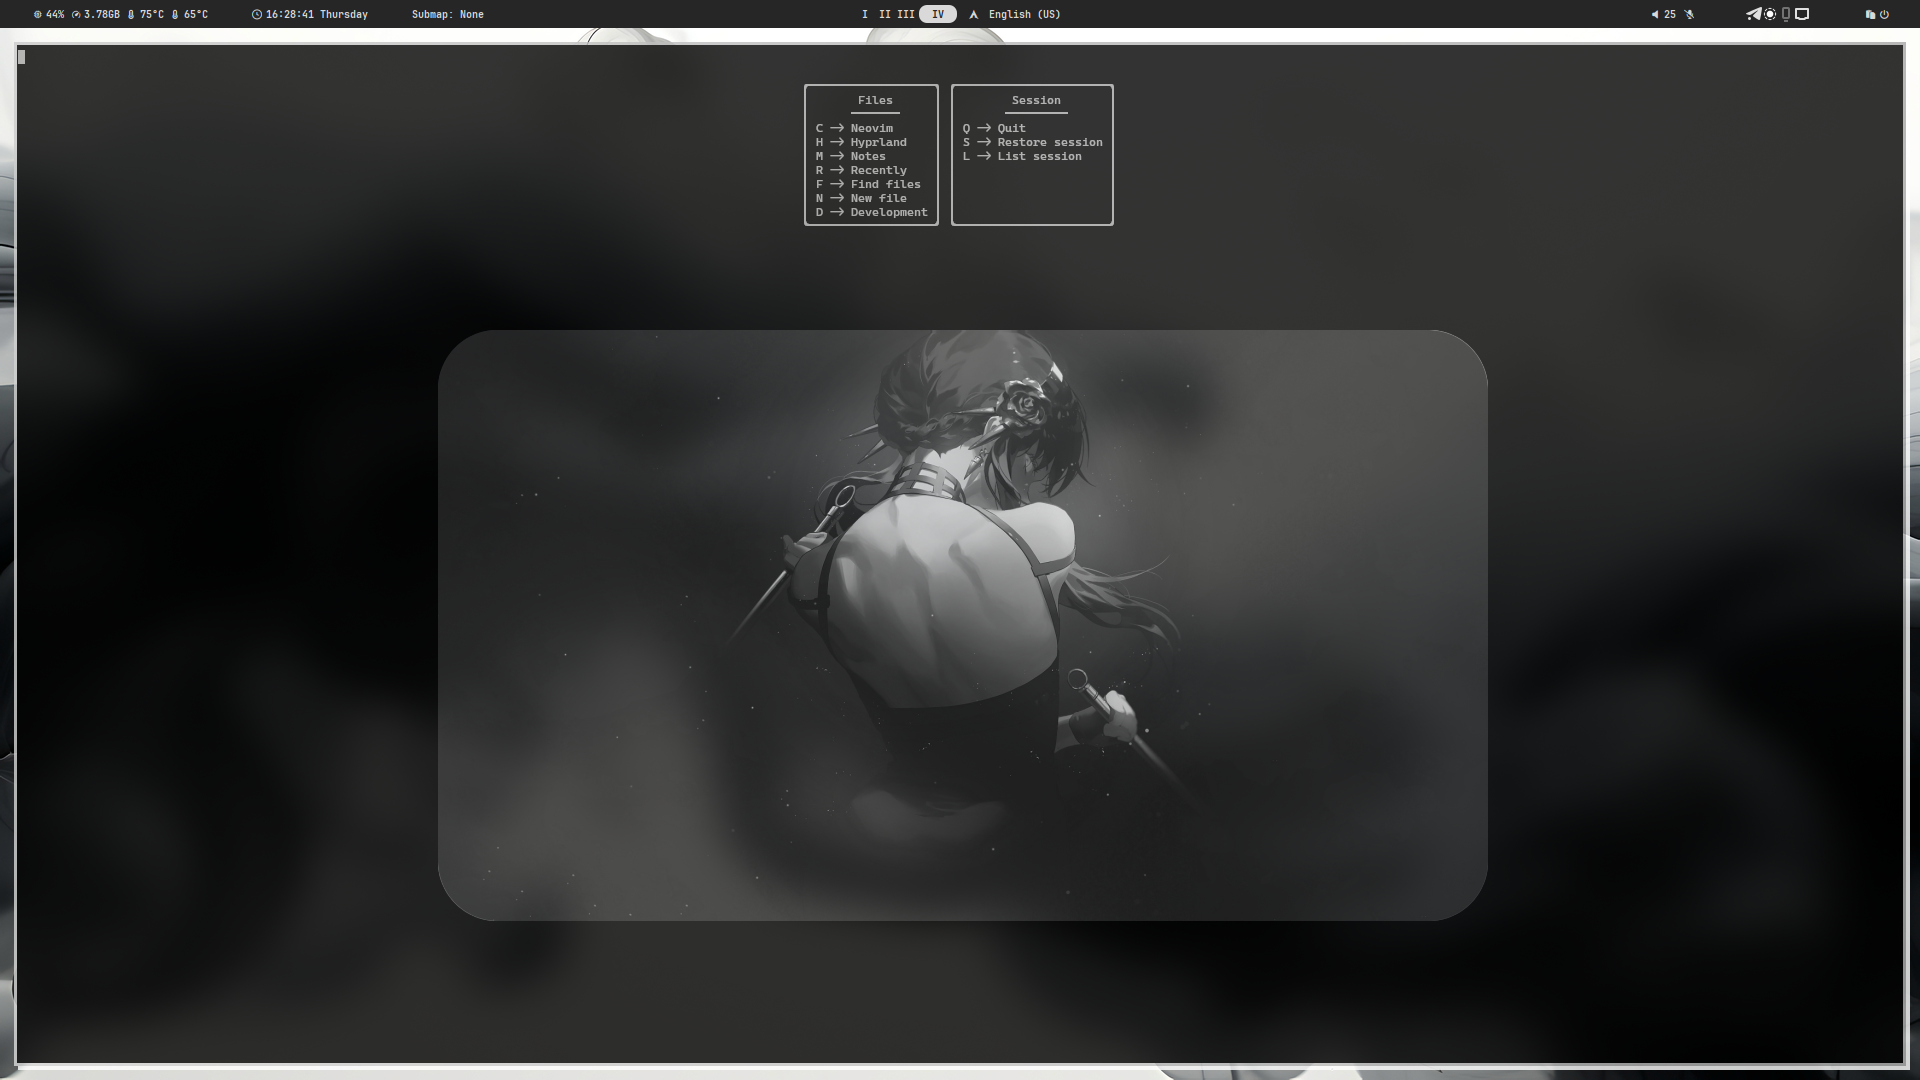 44% 3.78GB 75°C 65°C 16:28:41 Thursday Submap: None I II III IV English (US) 25
Files
C → Neovim
H → Hyprland
M → Notes
R → Recently
F → Find files
N → New file
D → Development
Session
Q → Quit
S → Restore session
L → List session